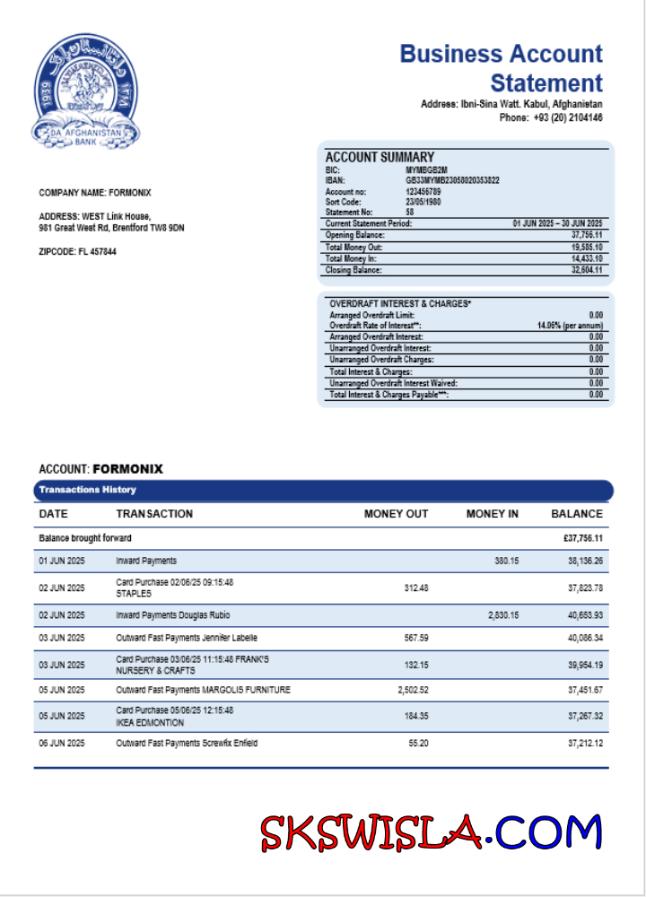 Business Account
Statement
Address: Ibni-Sina Watt. Kabul, Afghanistan
Phone: +93 (20) 2104146
1939
DA AFGHANISTAN
BANK
COMPANY NAME: FORMONIX
ADDRESS: WEST Link House,
981 Great West Rd, Brentford TW8 9DN
ZIPCODE: FL 457844
ACCOUNT SUMMARY
BIC: MYMBGB2M
IBAN: GB33MYMB23058020353822
Account no: 123456789
Sort Code: 23/05/1980
Statement No: 58
Current Statement Period: 01 JUN 2025 – 30 JUN 2025
Opening Balance: 37,756.11
Total Money Out: 19,585.10
Total Money In: 14,433.10
Closing Balance: 32,604.11
OVERDRAFT INTEREST & CHARGES*
Arranged Overdraft Limit: 0.00
Overdraft Rate of Interest**: 14.06% (per annum)
Arranged Overdraft Interest: 0.00
Unarranged Overdraft Interest: 0.00
Unarranged Overdraft Charges: 0.00
Total Interest & Charges: 0.00
Unarranged Overdraft Interest Waived: 0.00
Total Interest & Charges Payable***: 0.00
ACCOUNT: FORMONIX
Transactions History
DATE TRANSACTION MONEY OUT MONEY IN BALANCE
Balance brought forward £37,756.11
01 JUN 2025 Inward Payments 380.15 38,136.26
02 JUN 2025 Card Purchase 02/06/25 09:15:48 312.48 37,823.78
STAPLES
02 JUN 2025 Inward Payments Douglas Rubio 2,830.15 40,653.93
03 JUN 2025 Outward Fast Payments Jennifer Labelle 567.59 40,086.34
03 JUN 2025 Card Purchase 03/06/25 11:15:48 FRANK'S 132.15 39,954.19
NURSERY & CRAFTS
05 JUN 2025 Outward Fast Payments MARGOLIS FURNITURE 2,502.52 37,451.67
05 JUN 2025 Card Purchase 05/06/25 12:15:48 184.35 37,267.32
IKEA EDMONTION
06 JUN 2025 Outward Fast Payments Screwfix Enfield 55.20 37,212.12
SKSWISLA.COM